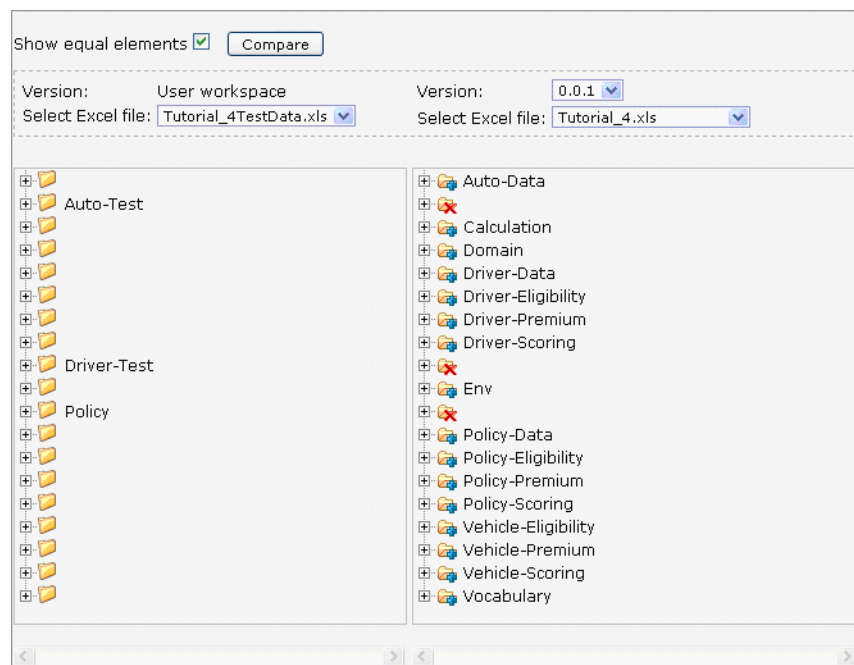 Show equal elements Compare
Version: User workspace Version: 0.0.1
Select Excel file: Tutorial_4TestData.xls Select Excel file: Tutorial_4.xls
Auto-Data
Auto-Test
Calculation
Domain
Driver-Data
Driver-Eligibility
Driver-Premium
Driver-Scoring
Driver-Test
Env
Policy
Policy-Data
Policy-Eligibility
Policy-Premium
Policy-Scoring
Vehicle-Eligibility
Vehicle-Premium
Vehicle-Scoring
Vocabulary